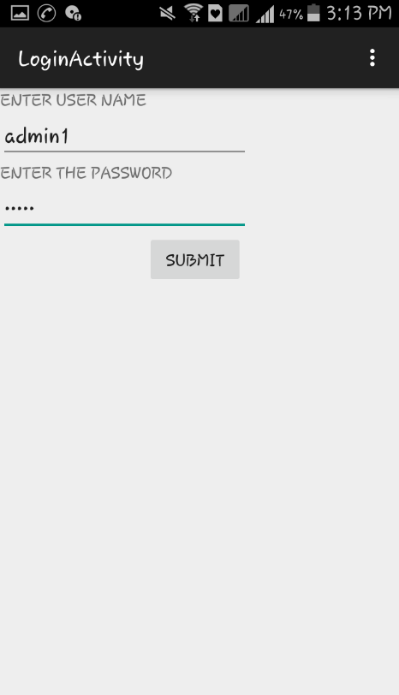 47% 3:13 PM
LoginActivity
ENTER USER NAME
admin1
ENTER THE PASSWORD
•••••
SUBMIT